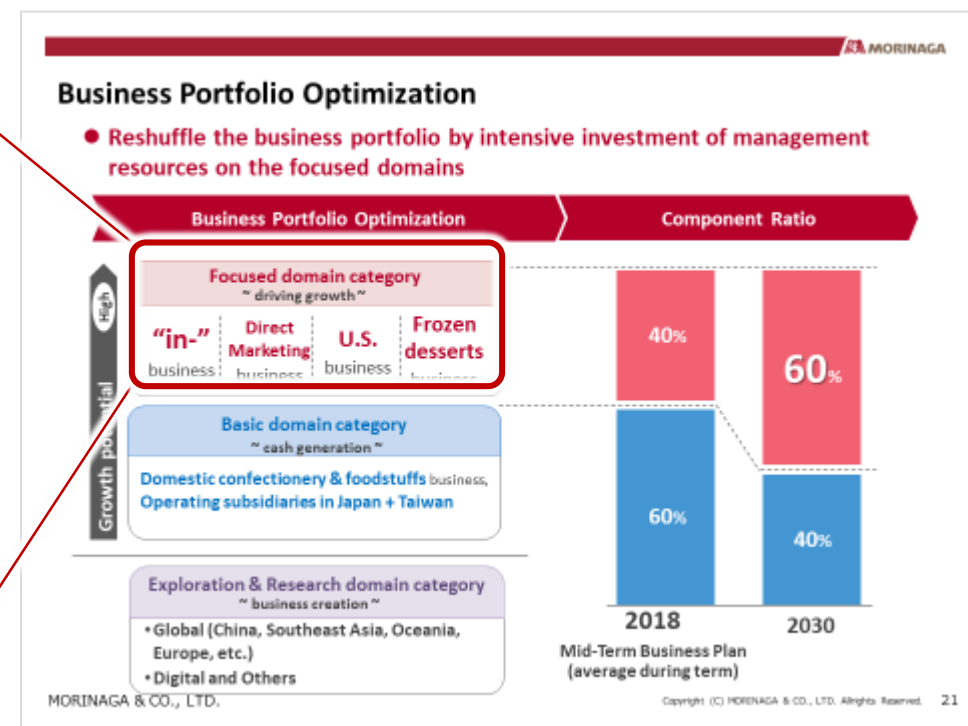 MORINAGA
Business Portfolio Optimization
● Reshuffle the business portfolio by intensive investment of management
resources on the focused domains
Business Portfolio Optimization
Component Ratio
High
Growth potential
Focused domain category
~ driving growth ~
"in-"
business
Direct
Marketing
business
U.S.
business
Frozen
desserts
business
Basic domain category
~ cash generation ~
Domestic confectionery & foodstuffs business,
Operating subsidiaries in Japan + Taiwan
Exploration & Research domain category
~ business creation ~
• Global (China, Southeast Asia, Oceania,
Europe, etc.)
• Digital and Others
40%
60%
60%
40%
2018
2030
Mid-Term Business Plan
(average during term)
MORINAGA & CO., LTD.
Copyright (C) MORINAGA & CO., LTD. Allrights Reserved.
21